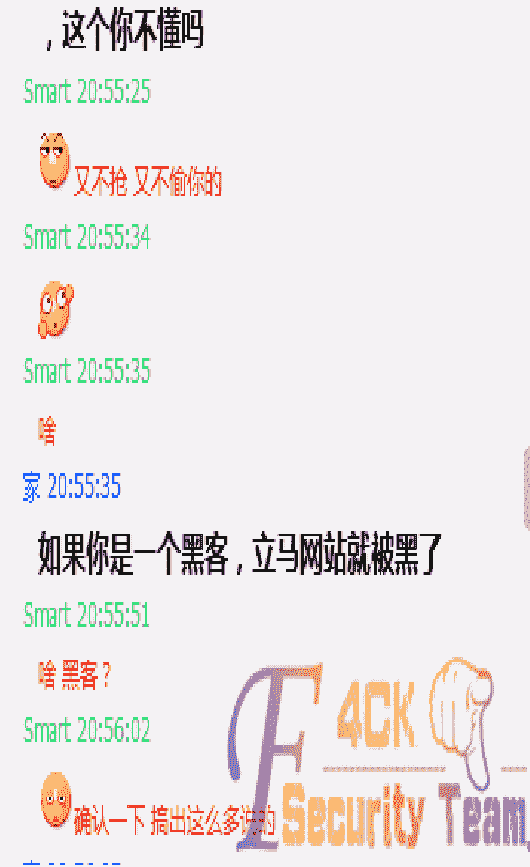 ，这个你不懂吗
Smart 20:55:25
又不抢 又不偷你的
Smart 20:55:34
Smart 20:55:35
啥
家 20:55:35
如果你是一个黑客，立马网站就被黑了
Smart 20:55:51
啥 黑客？
Smart 20:56:02
确认一下 搞出这么多
F4CK
Security Team